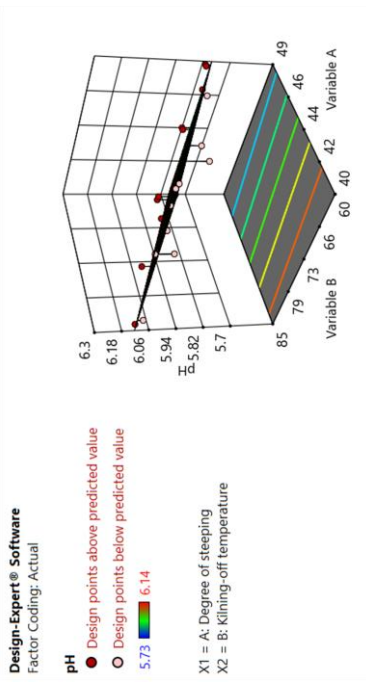 Design-Expert® Software
Factor Coding: Actual
pH
Design points above predicted value
Design points below predicted value
5.73 6.14
X1 = A: Degree of steeping
X2 = B: Kilning-off temperature
6.3
6.18
6.06
5.94
5.82
5.7
pH
85
79
73
66
60
Variable B
40
42
44
46
49
Variable A